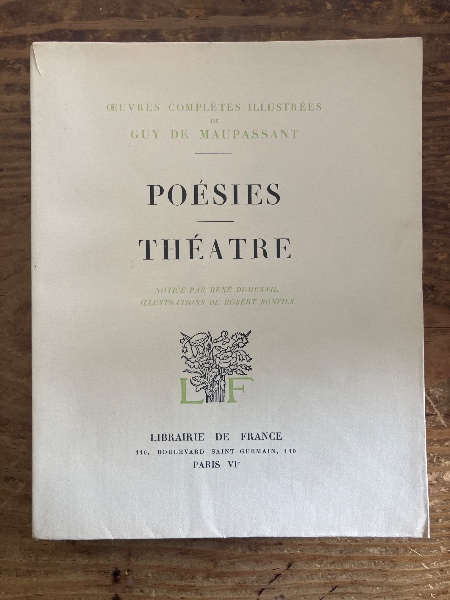 ŒUVRES COMPLÈTES ILLUSTRÉES
DE
GUY DE MAUPASSANT
POÉSIES
THÉATRE
NOTICE PAR RENÉ DUMESNIL
ILLUSTRATIONS DE ROBERT BONFILS
L F
LIBRAIRIE DE FRANCE
110, BOULEVARD SAINT-GERMAIN, 110
PARIS VIᵉ